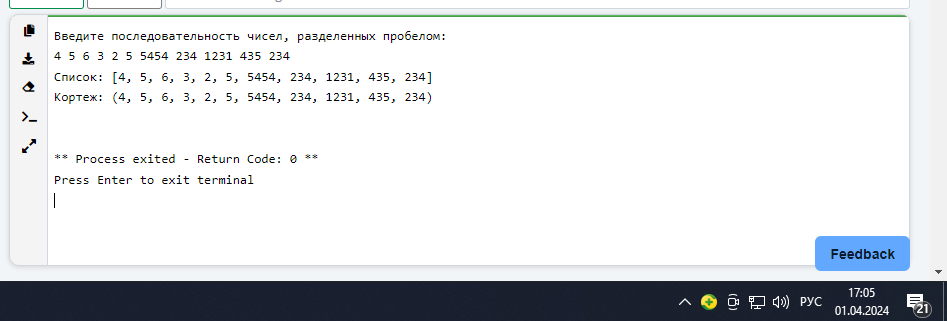 Введите последовательность чисел, разделенных пробелом:
4 5 6 3 2 5 5454 234 1231 435 234
Список: [4, 5, 6, 3, 2, 5, 5454, 234, 1231, 435, 234]
Кортеж: (4, 5, 6, 3, 2, 5, 5454, 234, 1231, 435, 234)
** Process exited - Return Code: 0 **
Press Enter to exit terminal
Feedback
РУС
17:05
01.04.2024
21